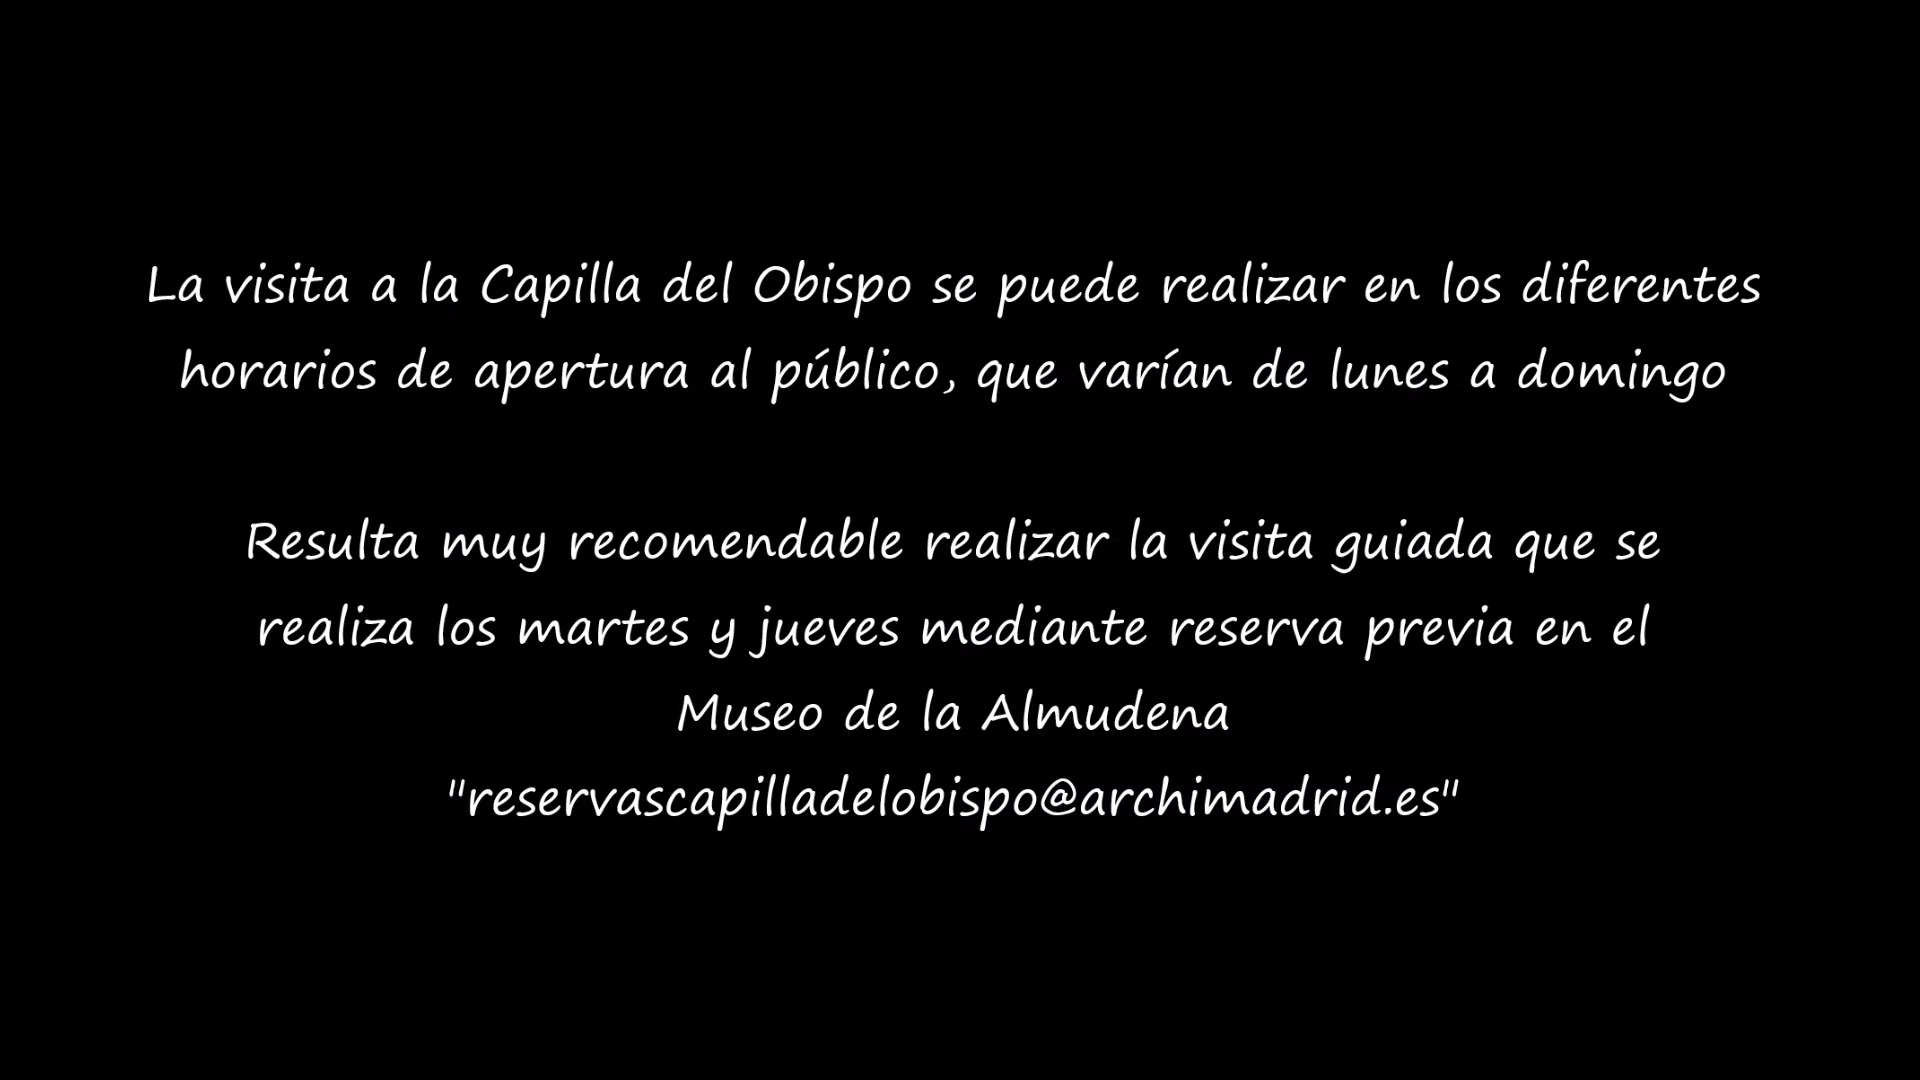 La visita a la Capilla del Obispo se puede realizar en los diferentes
horarios de apertura al público, que varían de lunes a domingo
Resulta muy recomendable realizar la visita guiada que se
realiza los martes y jueves mediante reserva previa en el
Museo de la Almudena
"reservascapilladelobispo@archimadrid.es"